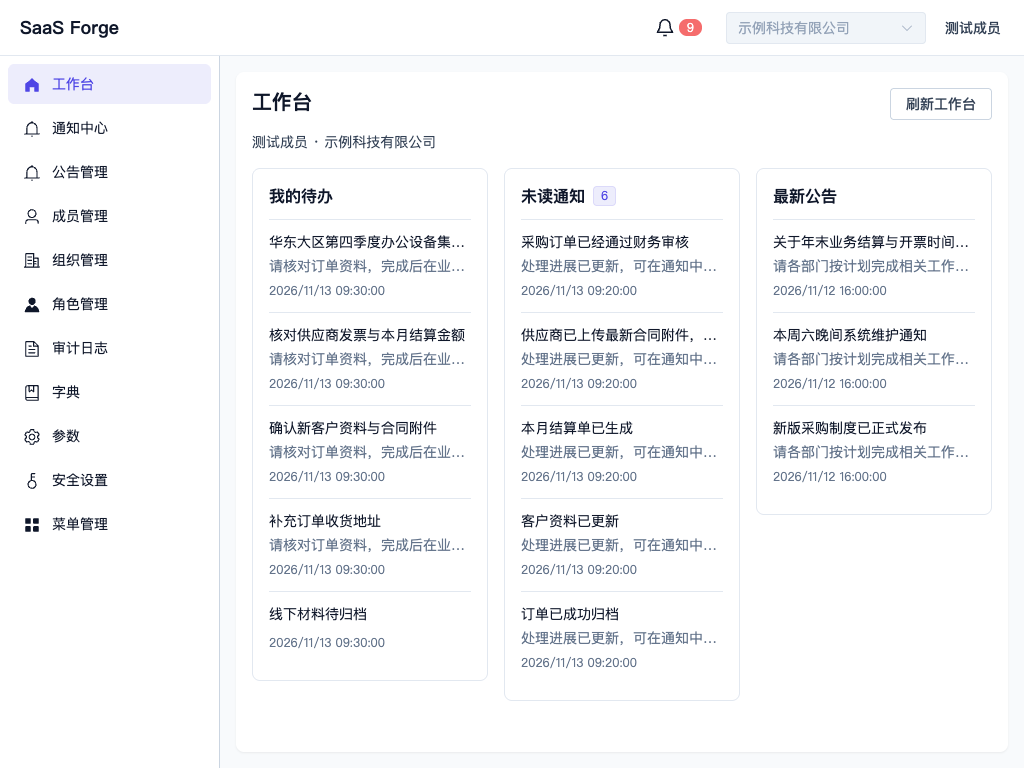 SaaS Forge
9
示例科技有限公司
测试成员
工作台
通知中心
公告管理
成员管理
组织管理
角色管理
审计日志
字典
参数
安全设置
菜单管理
工作台
刷新工作台
测试成员 · 示例科技有限公司
我的待办
华东大区第四季度办公设备集...
请核对订单资料，完成后在业...
2026/11/13 09:30:00
核对供应商发票与本月结算金额
请核对订单资料，完成后在业...
2026/11/13 09:30:00
确认新客户资料与合同附件
请核对订单资料，完成后在业...
2026/11/13 09:30:00
补充订单收货地址
请核对订单资料，完成后在业...
2026/11/13 09:30:00
线下材料待归档
2026/11/13 09:30:00
未读通知 6
采购订单已经通过财务审核
处理进展已更新，可在通知中...
2026/11/13 09:20:00
供应商已上传最新合同附件，...
处理进展已更新，可在通知中...
2026/11/13 09:20:00
本月结算单已生成
处理进展已更新，可在通知中...
2026/11/13 09:20:00
客户资料已更新
处理进展已更新，可在通知中...
2026/11/13 09:20:00
订单已成功归档
处理进展已更新，可在通知中...
2026/11/13 09:20:00
最新公告
关于年末业务结算与开票时间...
请各部门按计划完成相关工作...
2026/11/12 16:00:00
本周六晚间系统维护通知
请各部门按计划完成相关工作...
2026/11/12 16:00:00
新版采购制度已正式发布
请各部门按计划完成相关工作...
2026/11/12 16:00:00